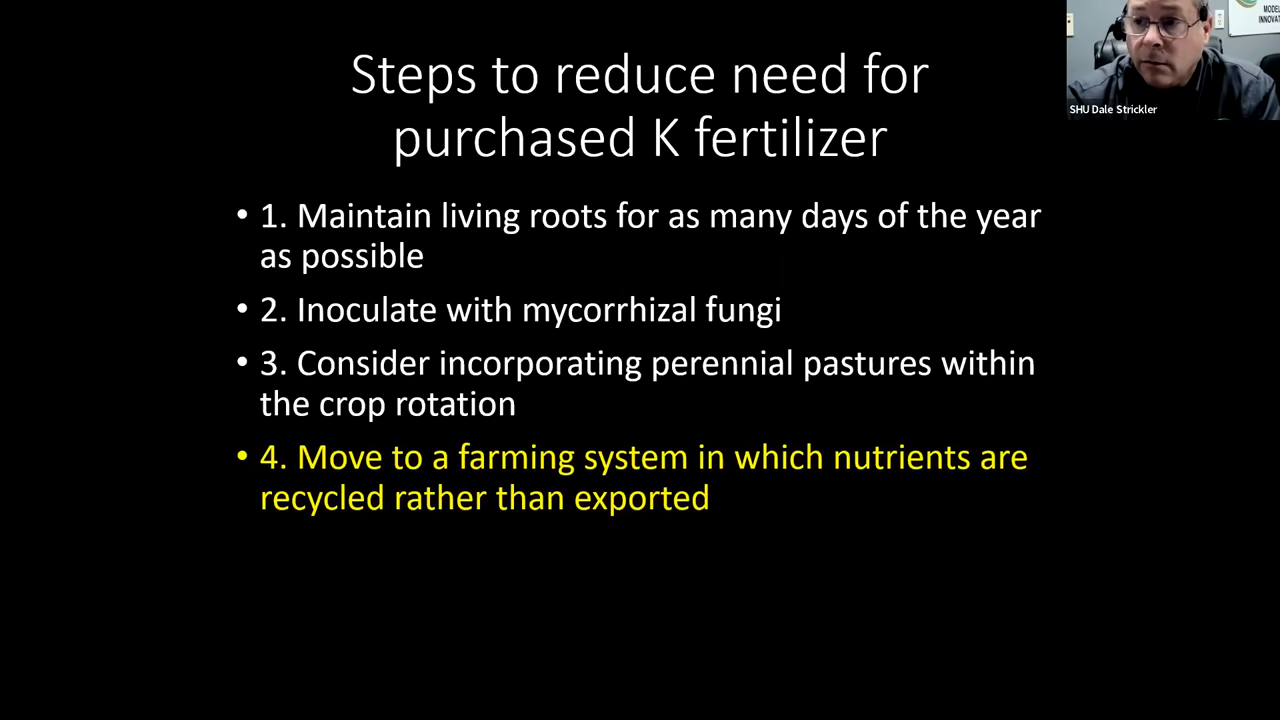 MODEL
INNOVAT
SHU Dale Strickler
Steps to reduce need for
purchased K fertilizer
• 1. Maintain living roots for as many days of the year
as possible
• 2. Inoculate with mycorrhizal fungi
• 3. Consider incorporating perennial pastures within
the crop rotation
• 4. Move to a farming system in which nutrients are
recycled rather than exported